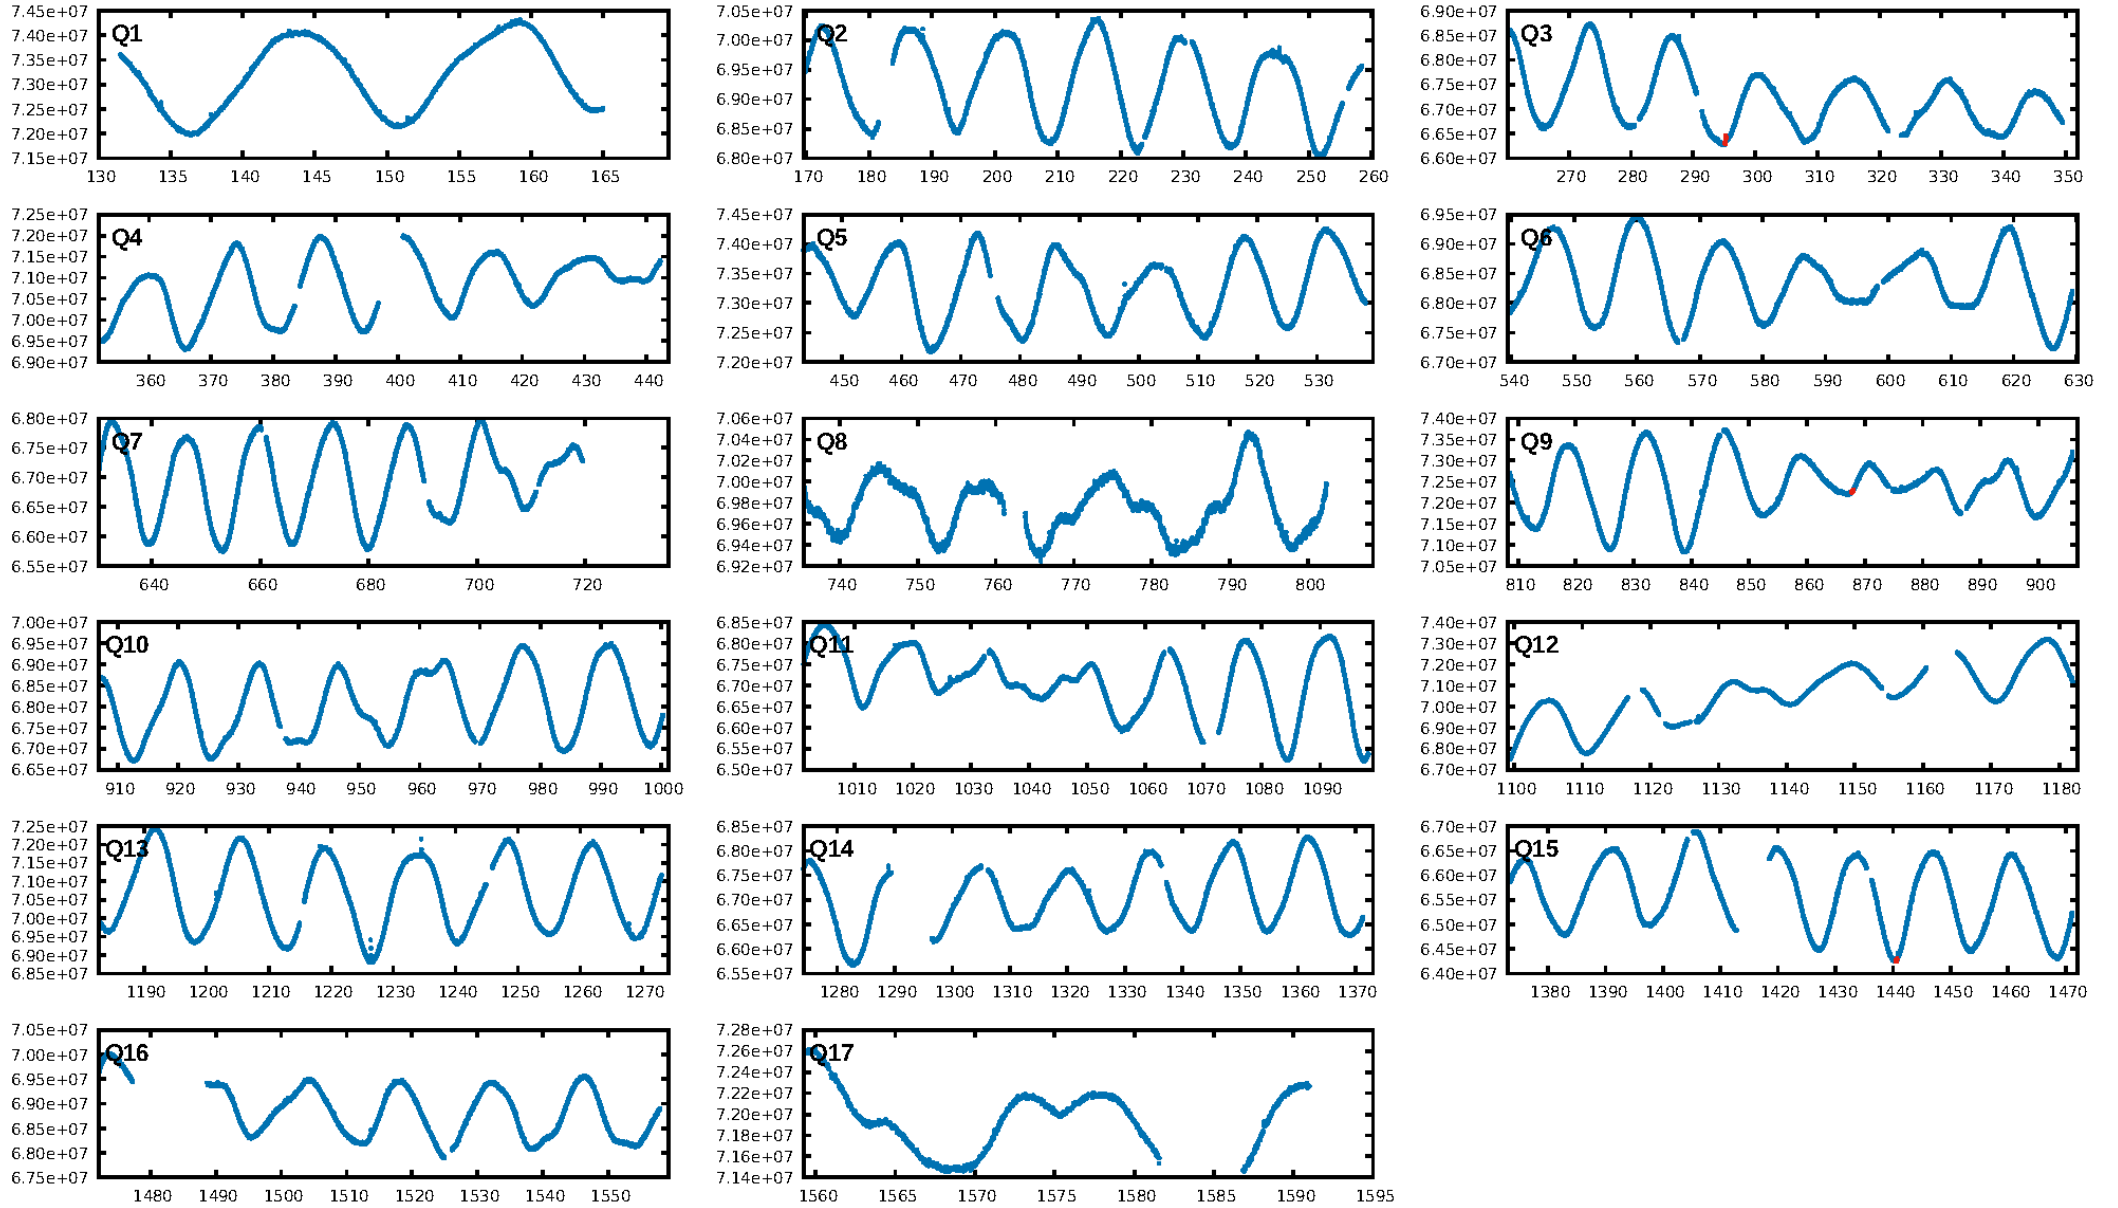 Q1
7.45e+07
7.40e+07
7.35e+07
7.30e+07
7.25e+07
7.20e+07
7.15e+07
130 135 140 145 150 155 160 165
Q2
7.05e+07
7.00e+07
6.95e+07
6.90e+07
6.85e+07
6.80e+07
170 180 190 200 210 220 230 240 250 260
Q3
6.90e+07
6.85e+07
6.80e+07
6.75e+07
6.70e+07
6.65e+07
6.60e+07
270 280 290 300 310 320 330 340 350
Q4
7.25e+07
7.20e+07
7.15e+07
7.10e+07
7.05e+07
7.00e+07
6.95e+07
6.90e+07
360 370 380 390 400 410 420 430 440
Q5
7.45e+07
7.40e+07
7.35e+07
7.30e+07
7.25e+07
7.20e+07
450 460 470 480 490 500 510 520 530
Q6
6.95e+07
6.90e+07
6.85e+07
6.80e+07
6.75e+07
6.70e+07
540 550 560 570 580 590 600 610 620 630
Q7
6.80e+07
6.75e+07
6.70e+07
6.65e+07
6.60e+07
6.55e+07
640 660 680 700 720
Q8
7.06e+07
7.04e+07
7.02e+07
7.00e+07
6.98e+07
6.96e+07
6.94e+07
6.92e+07
740 750 760 770 780 790 800
Q9
7.40e+07
7.35e+07
7.30e+07
7.25e+07
7.20e+07
7.15e+07
7.10e+07
7.05e+07
810 820 830 840 850 860 870 880 890 900
Q10
7.00e+07
6.95e+07
6.90e+07
6.85e+07
6.80e+07
6.75e+07
6.70e+07
6.65e+07
910 920 930 940 950 960 970 980 990 1000
Q11
6.85e+07
6.80e+07
6.75e+07
6.70e+07
6.65e+07
6.60e+07
6.55e+07
6.50e+07
1010 1020 1030 1040 1050 1060 1070 1080 1090
Q12
7.40e+07
7.30e+07
7.20e+07
7.10e+07
7.00e+07
6.90e+07
6.80e+07
6.70e+07
1100 1110 1120 1130 1140 1150 1160 1170 1180
Q13
7.25e+07
7.20e+07
7.15e+07
7.10e+07
7.05e+07
7.00e+07
6.95e+07
6.90e+07
6.85e+07
1190 1200 1210 1220 1230 1240 1250 1260 1270
Q14
6.85e+07
6.80e+07
6.75e+07
6.70e+07
6.65e+07
6.60e+07
6.55e+07
1280 1290 1300 1310 1320 1330 1340 1350 1360 1370
Q15
6.70e+07
6.65e+07
6.60e+07
6.55e+07
6.50e+07
6.45e+07
6.40e+07
1380 1390 1400 1410 1420 1430 1440 1450 1460 1470
Q16
7.05e+07
7.00e+07
6.95e+07
6.90e+07
6.85e+07
6.80e+07
6.75e+07
1480 1490 1500 1510 1520 1530 1540 1550
Q17
7.28e+07
7.26e+07
7.24e+07
7.22e+07
7.20e+07
7.18e+07
7.16e+07
7.14e+07
1560 1565 1570 1575 1580 1585 1590 1595